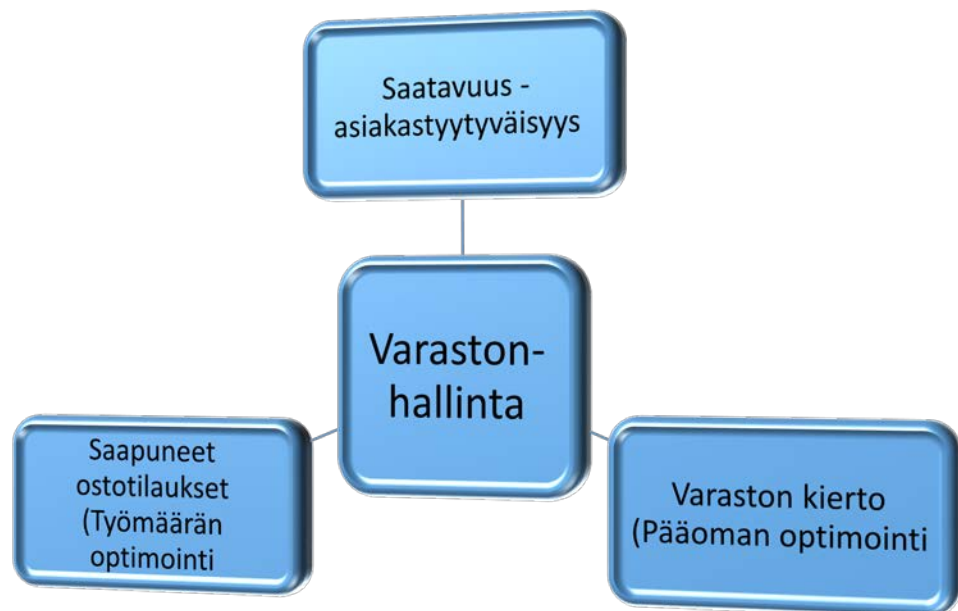 Saatavuus -
asiakastyytyväisyys
Varaston-
hallinta
Saapuneet
ostotilaukset
(Työmäärän
optimointi
Varaston kierto
(Pääoman optimointi